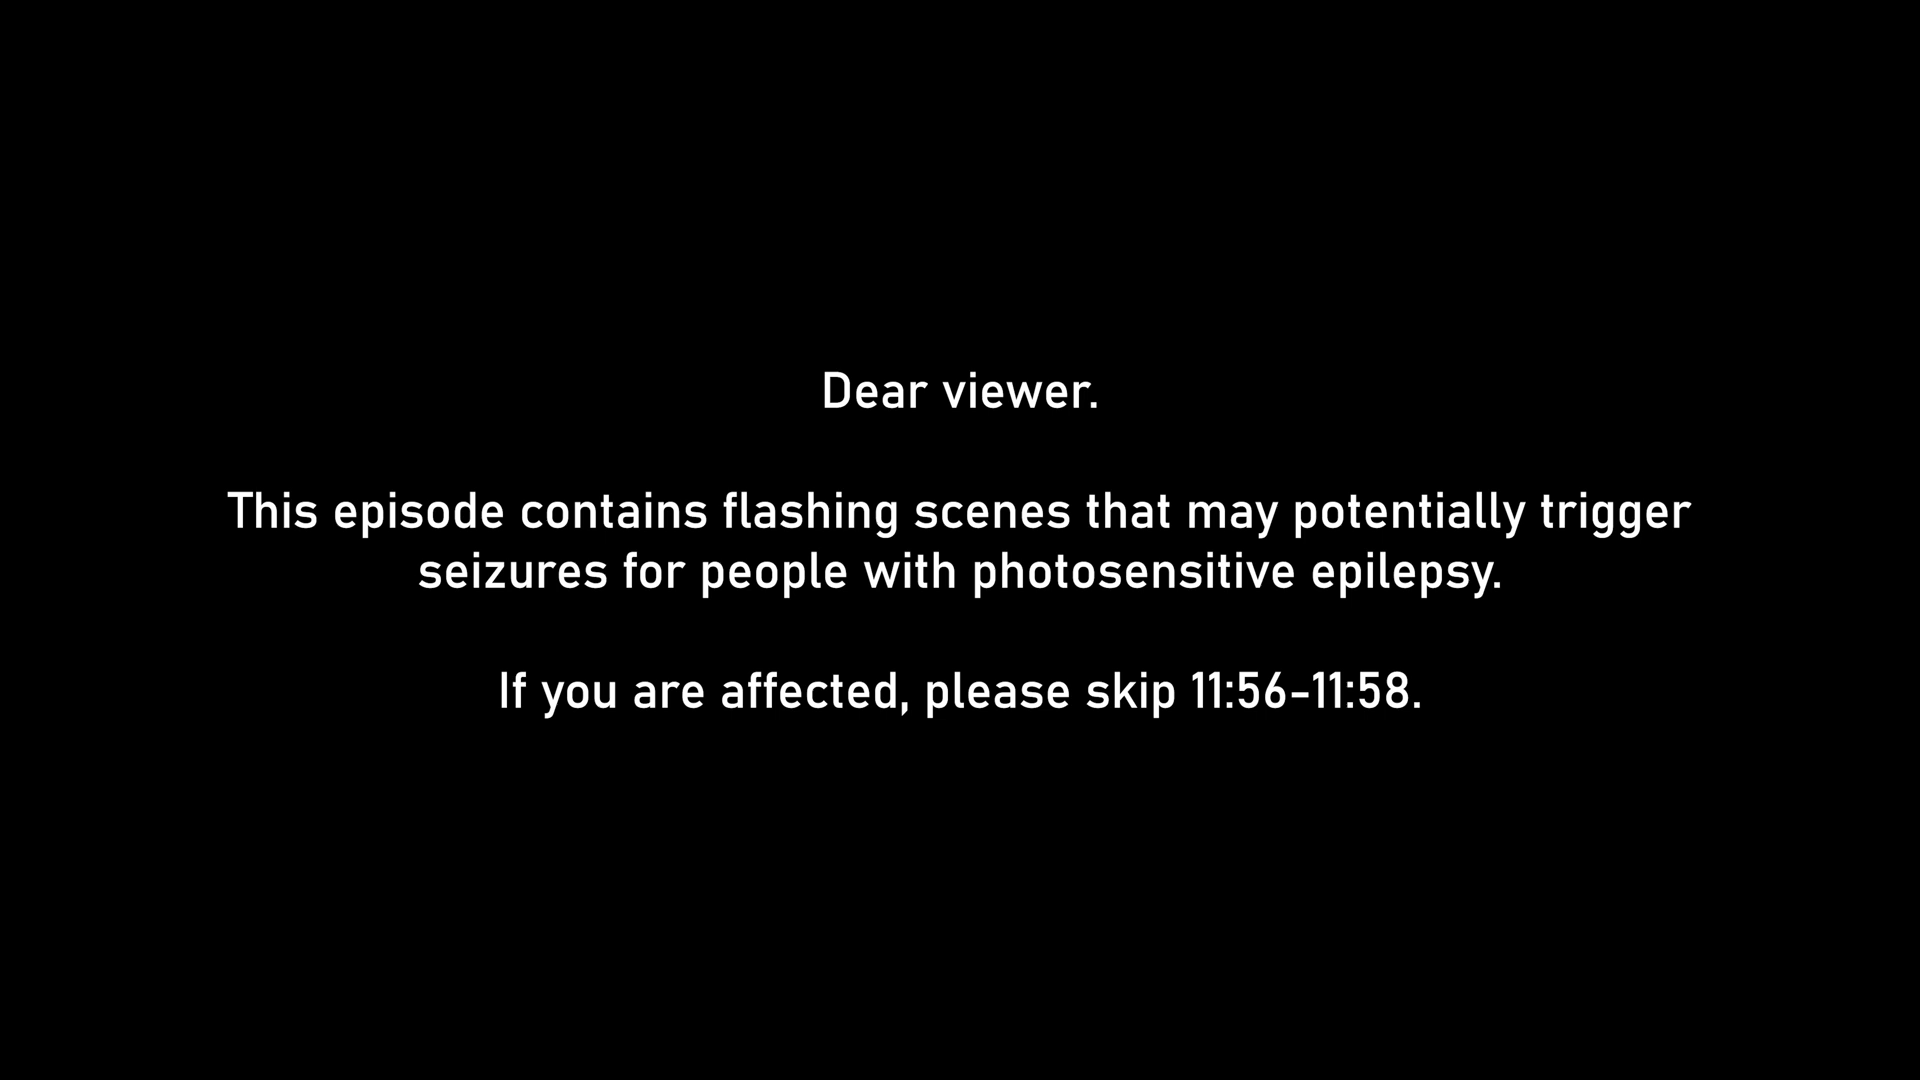 Dear viewer.
This episode contains flashing scenes that may potentially trigger
seizures for people with photosensitive epilepsy.
If you are affected, please skip 11:56-11:58.